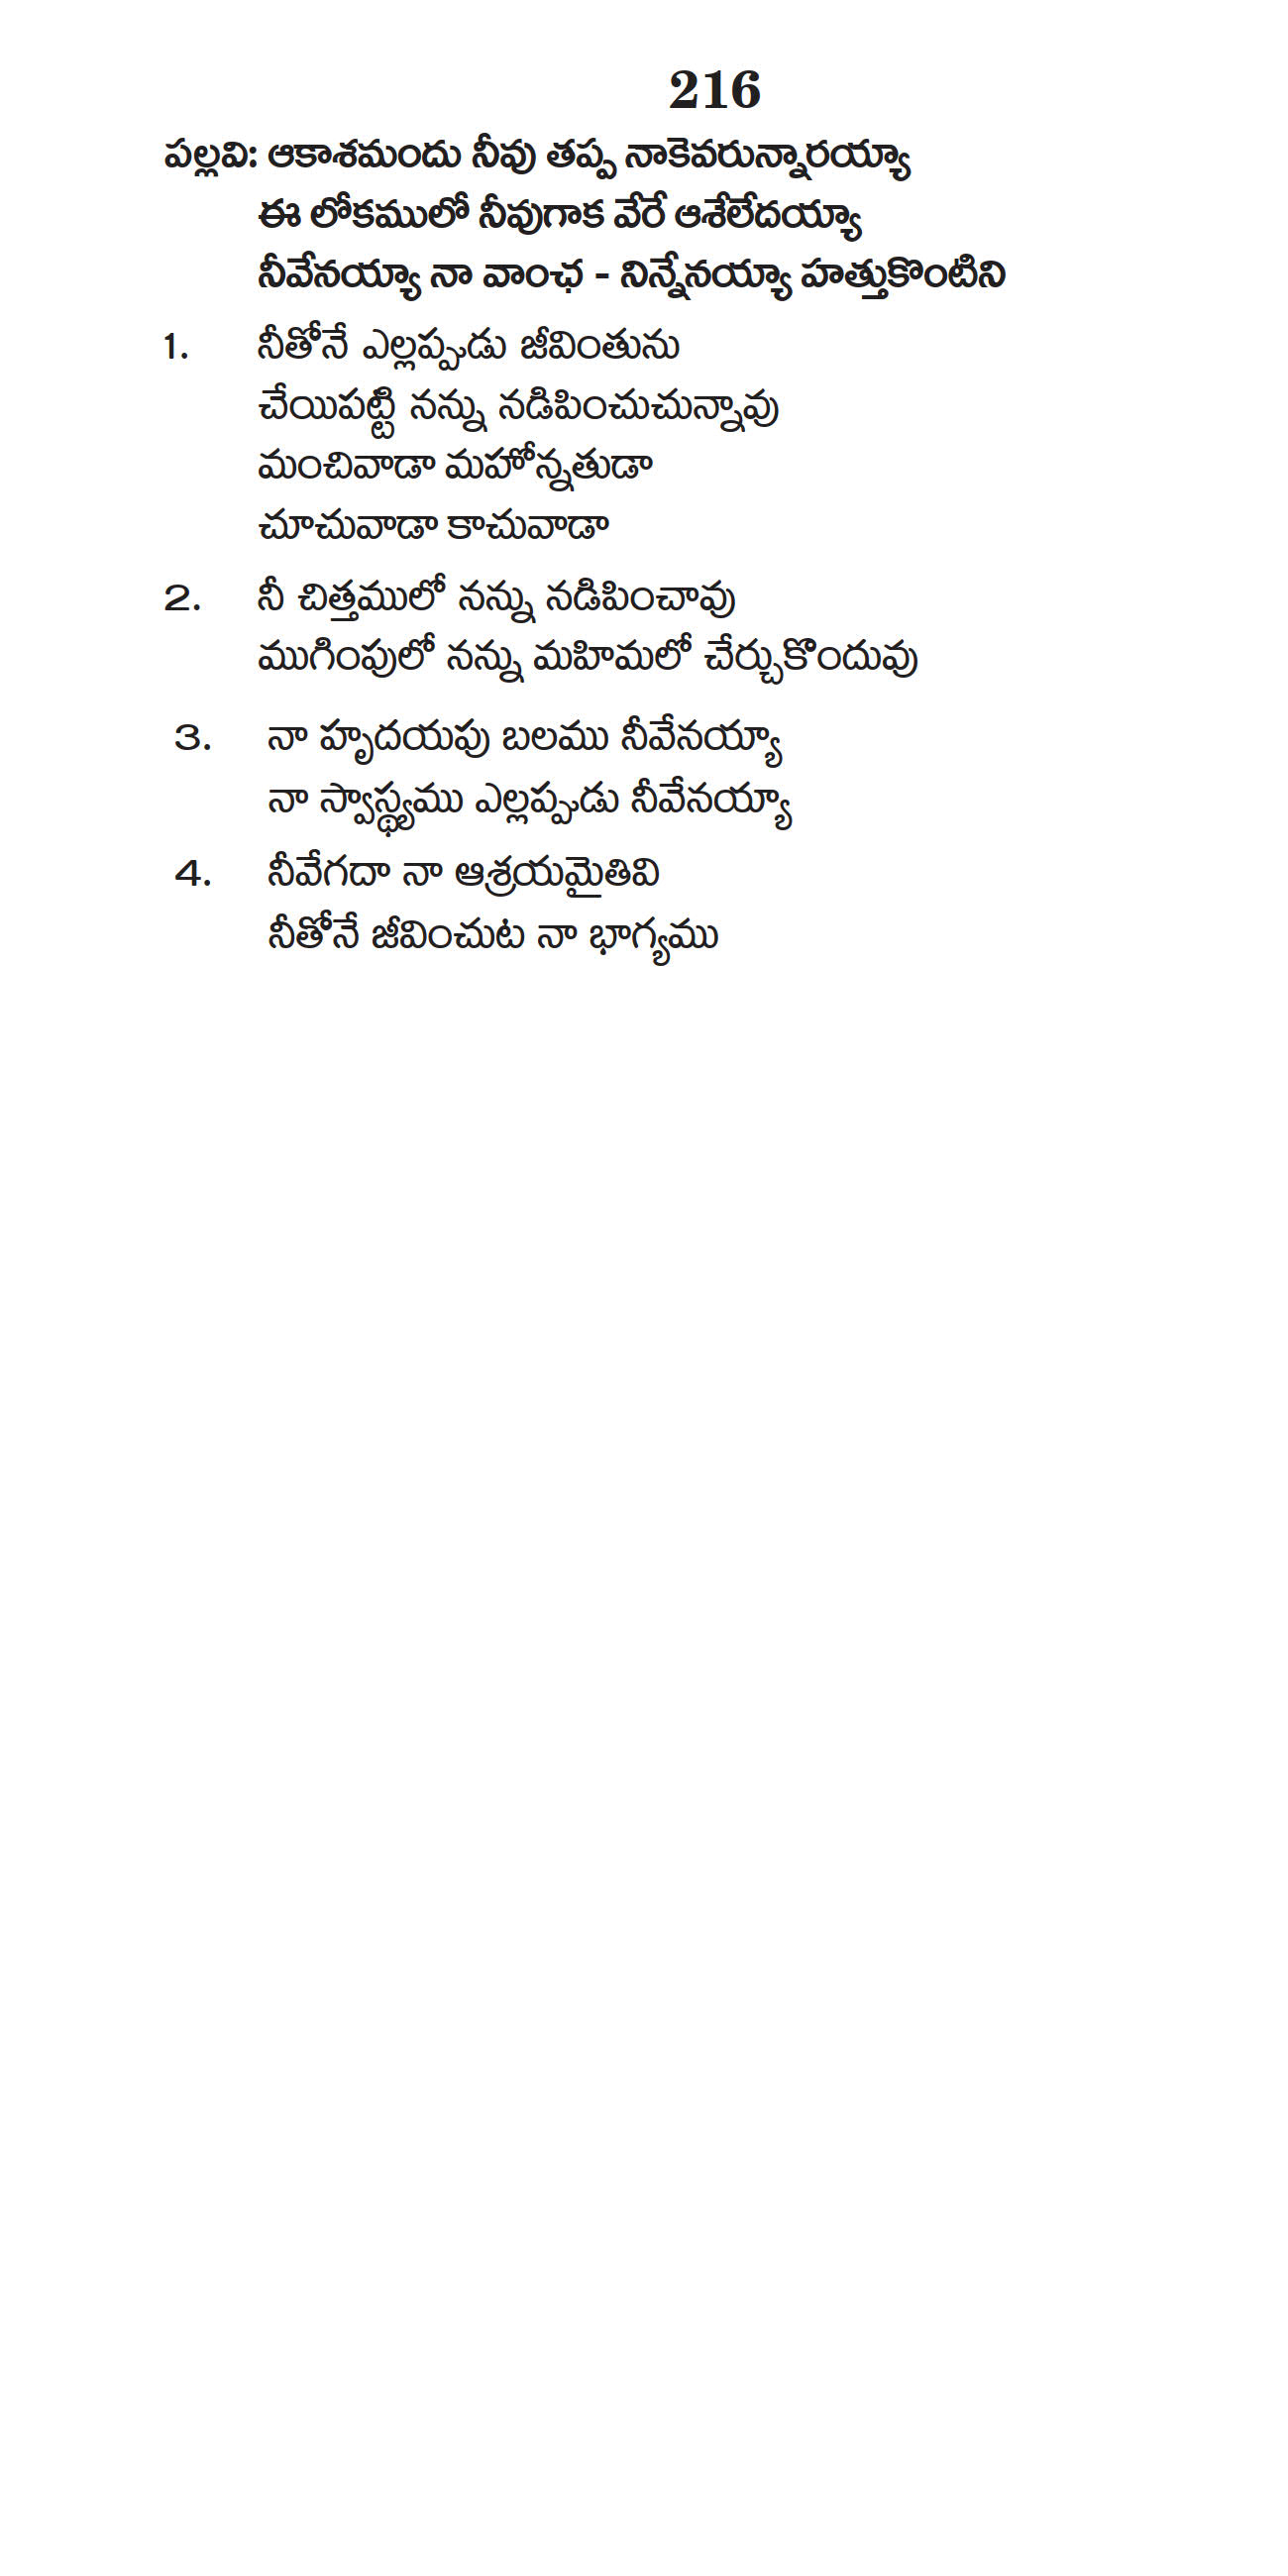 216
పల్లవి: ఆకాశమందు నీవు తప్ప నాకెవరున్నారయ్యా
ఈ లోకములో నీవుగాక వేరే ఆశేలేదయ్యా
నీవేనయ్యా నా వాంఛ - నిన్నేనయ్యా హత్తుకొంటిని
1. నీతోనే ఎల్లప్పుడు జీవింతును
చేయిపట్టి నన్ను నడిపించుచున్నావు
మంచివాడా మహోన్నతుడా
చూచువాడా కాచువాడా
2. నీ చిత్తములో నన్ను నడిపించావు
ముగింపులో నన్ను మహిమలో చేర్చుకొందువు
3. నా హృదయపు బలము నీవేనయ్యా
నా స్వాస్థ్యము ఎల్లప్పుడు నీవేనయ్యా
4. నీవేగదా నా ఆశ్రయమైతివి
నీతోనే జీవించుట నా భాగ్యము